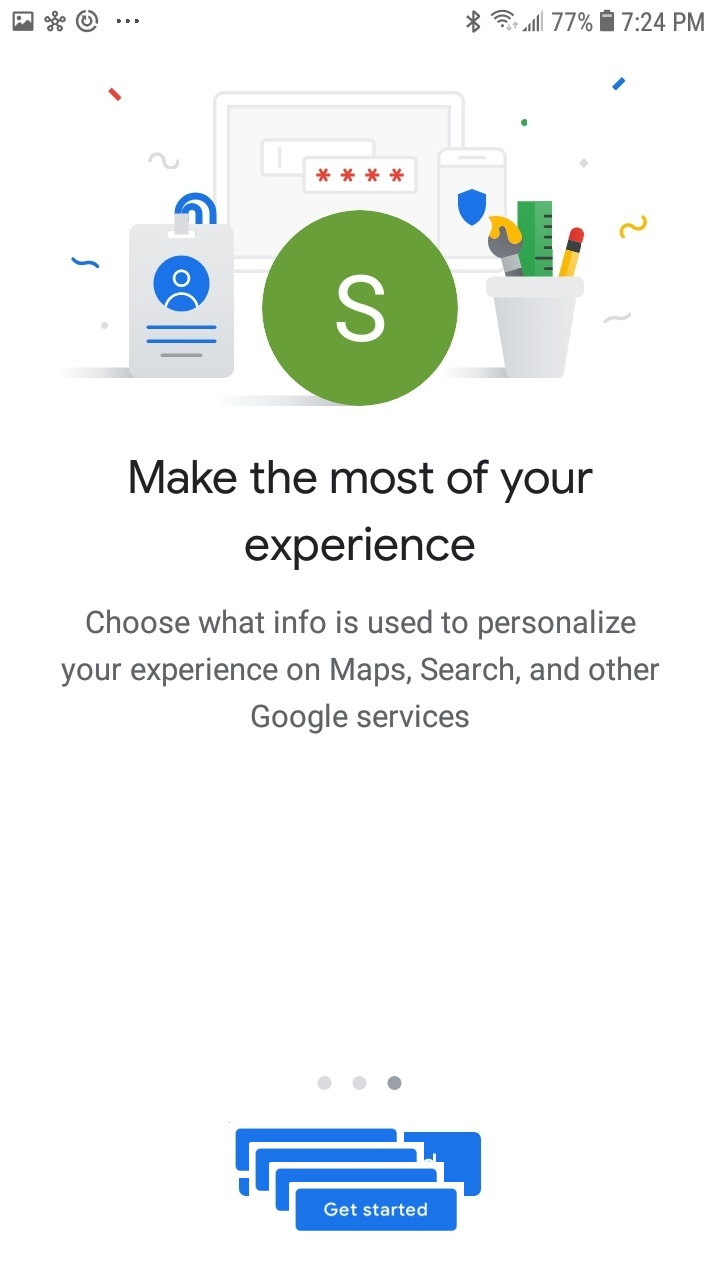 77% 7:24 PM
* * * *
S
Make the most of your
experience
Choose what info is used to personalize
your experience on Maps, Search, and other
Google services
Get started